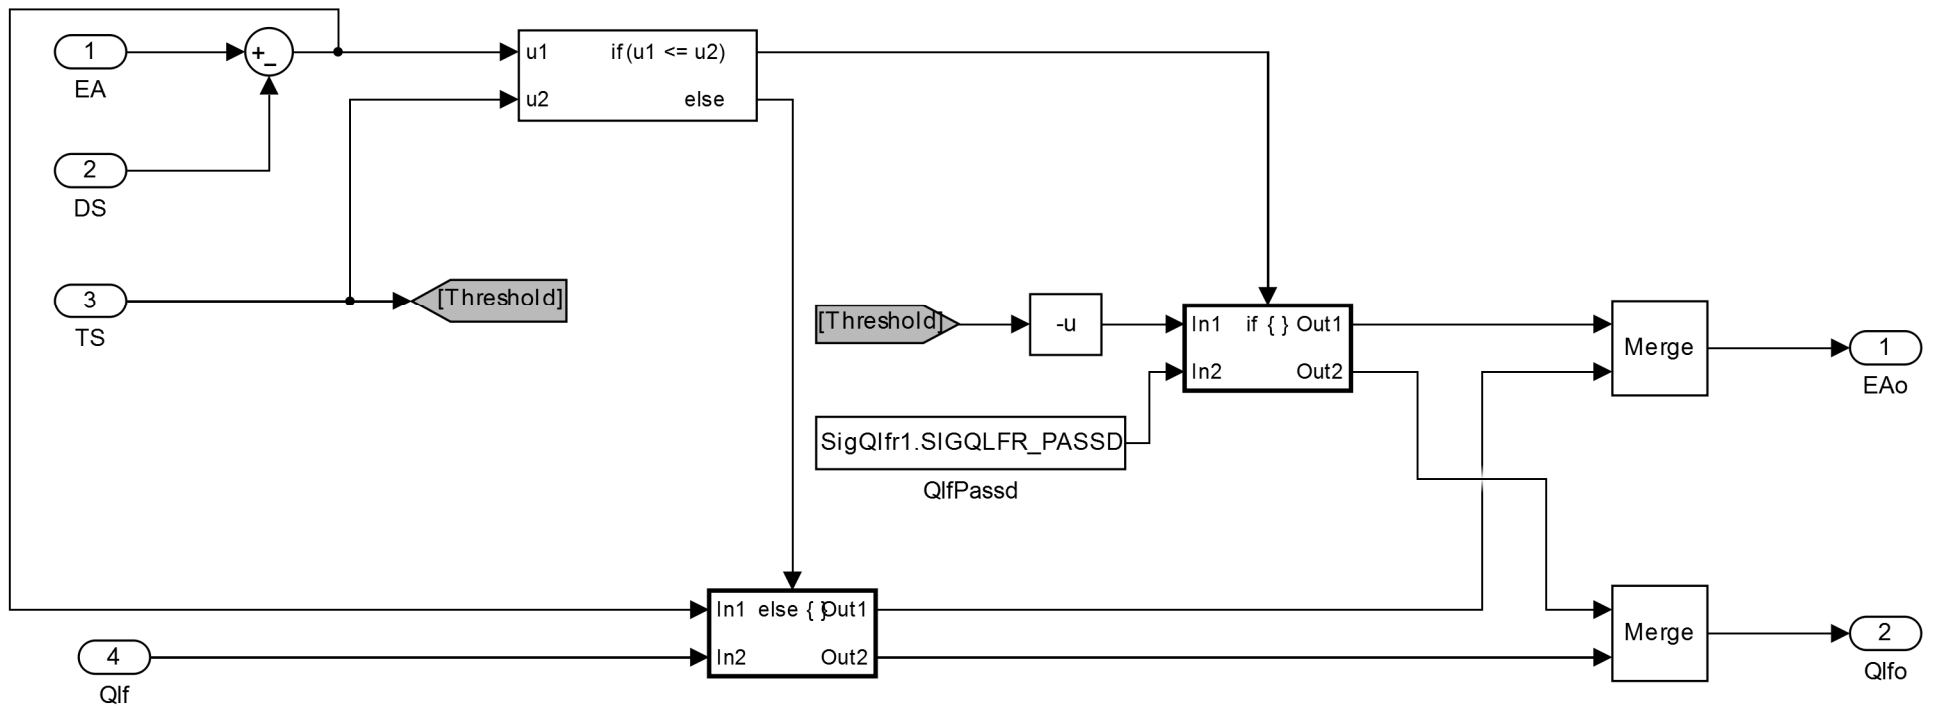 1
EA
+
−
u1 if(u1 <= u2)
u2 else
2
DS
3
TS
[Threshold]
[Threshold]
-u
In1 if { } Out1
In2 Out2
Merge
1
EAo
SigQlfr1.SIGQLFR_PASSD
QlfPassd
In1 else { } Out1
In2 Out2
4
Qlf
Merge
2
Qlfo